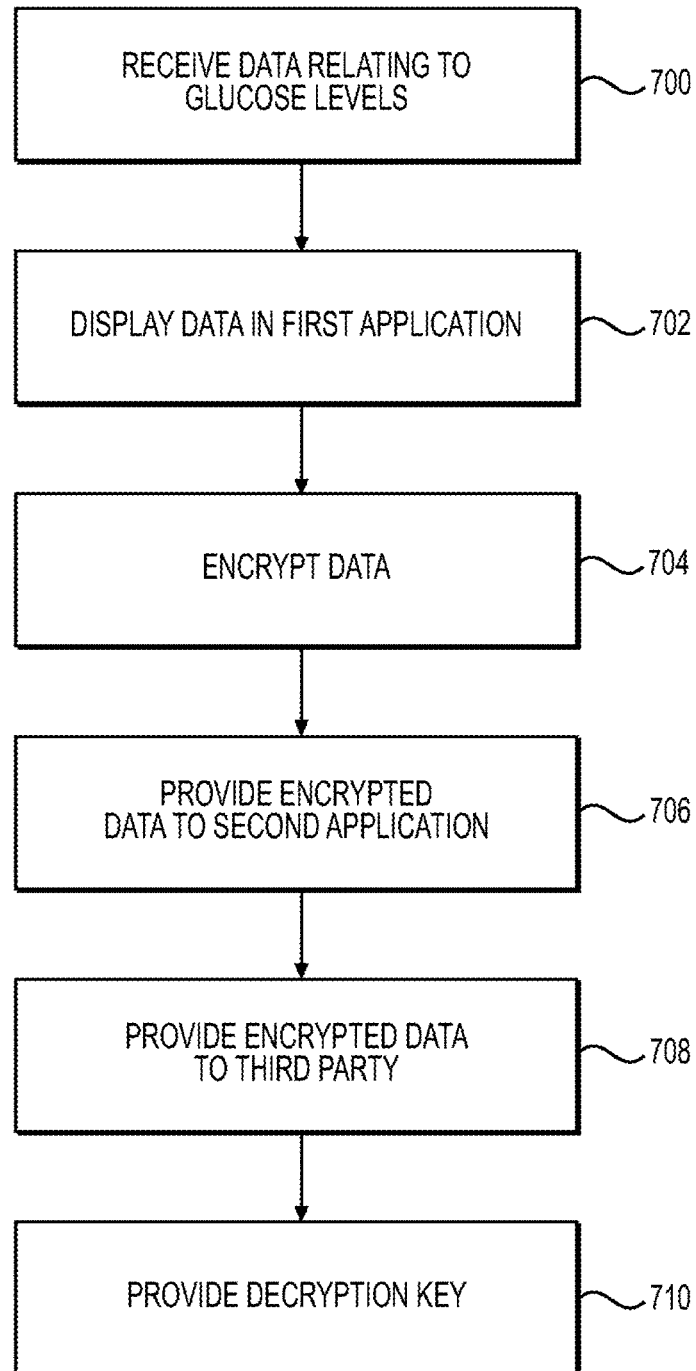 RECEIVE DATA RELATING TO
GLUCOSE LEVELS
700
DISPLAY DATA IN FIRST APPLICATION
702
ENCRYPT DATA
704
PROVIDE ENCRYPTED
DATA TO SECOND APPLICATION
706
PROVIDE ENCRYPTED DATA
TO THIRD PARTY
708
PROVIDE DECRYPTION KEY
710